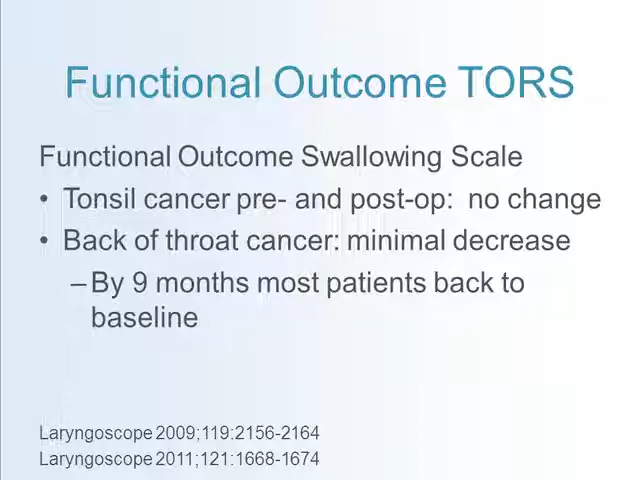 Functional Outcome TORS
Functional Outcome Swallowing Scale
• Tonsil cancer pre- and post-op: no change
• Back of throat cancer: minimal decrease
–By 9 months most patients back to
baseline
Laryngoscope 2009;119:2156-2164
Laryngoscope 2011;121:1668-1674